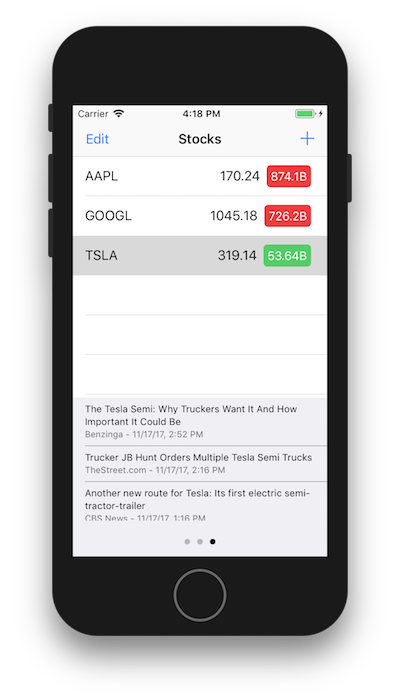 Carrier 4:18 PM
Edit Stocks +
AAPL 170.24 874.1B
GOOGL 1045.18 726.2B
TSLA 319.14 53.64B
The Tesla Semi: Why Truckers Want It And How
Important It Could Be
Benzinga - 11/17/17, 2:52 PM
Trucker JB Hunt Orders Multiple Tesla Semi Trucks
TheStreet.com - 11/17/17, 2:16 PM
Another new route for Tesla: Its first electric semi-
tractor-trailer
CBS News - 11/17/17, 1:16 PM